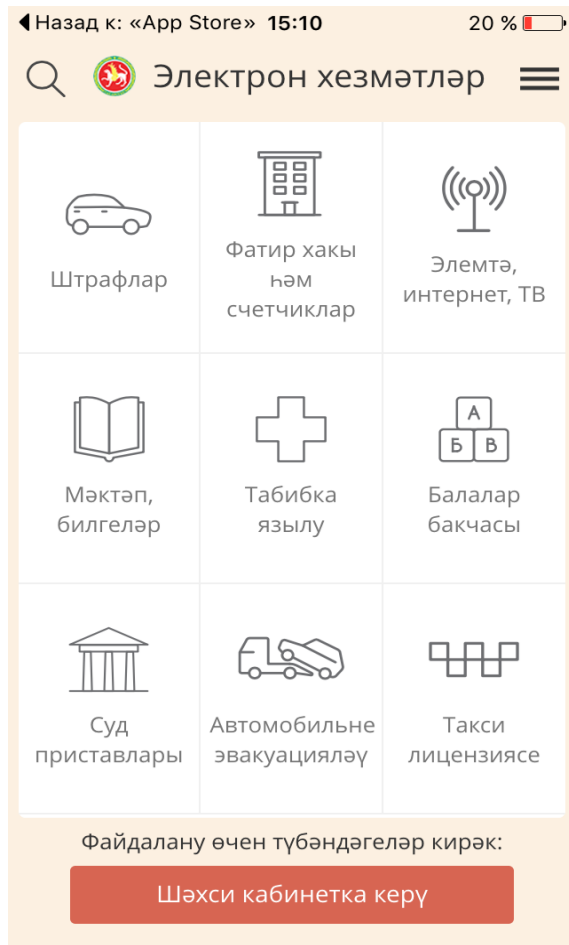 Назад к: «App Store» 15:10 20 %
Электрон хезмәтләр
Штрафлар
Фатир хакы
һәм
счетчиклар
Элемтә,
интернет, ТВ
Мәктәп,
билгеләр
Табибка
язылу
А
Б В
Балалар
бакчасы
Суд
приставлары
Автомобильне
эвакуацияләү
Такси
лицензиясе
Файдалану өчен түбәндәгеләр кирәк:
Шәхси кабинетка керү